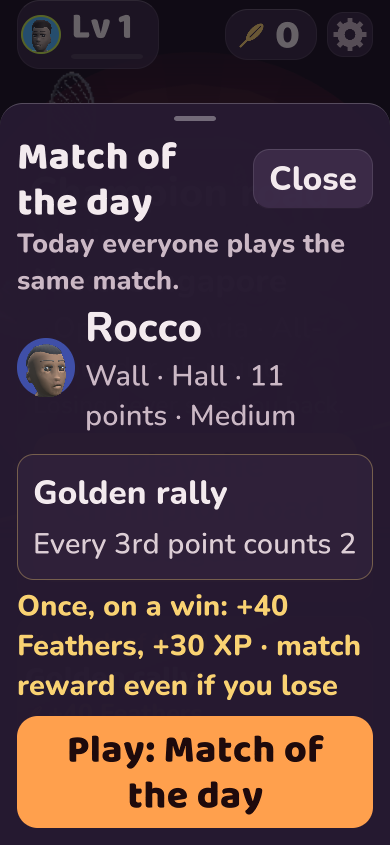 Lv 1
0
Match of
the day
Close
Today everyone plays the
same match.
Rocco
Wall · Hall · 11
points · Medium
Golden rally
Every 3rd point counts 2
Once, on a win: +40
Feathers, +30 XP · match
reward even if you lose
Play: Match of
the day